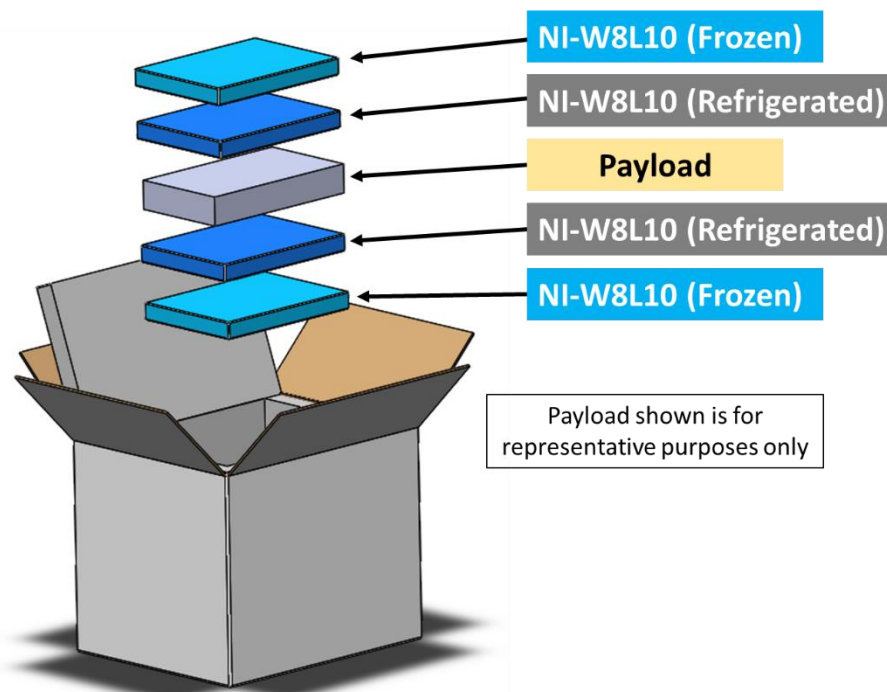 NI-W8L10 (Frozen)
NI-W8L10 (Refrigerated)
Payload
NI-W8L10 (Refrigerated)
NI-W8L10 (Frozen)
Payload shown is for
representative purposes only